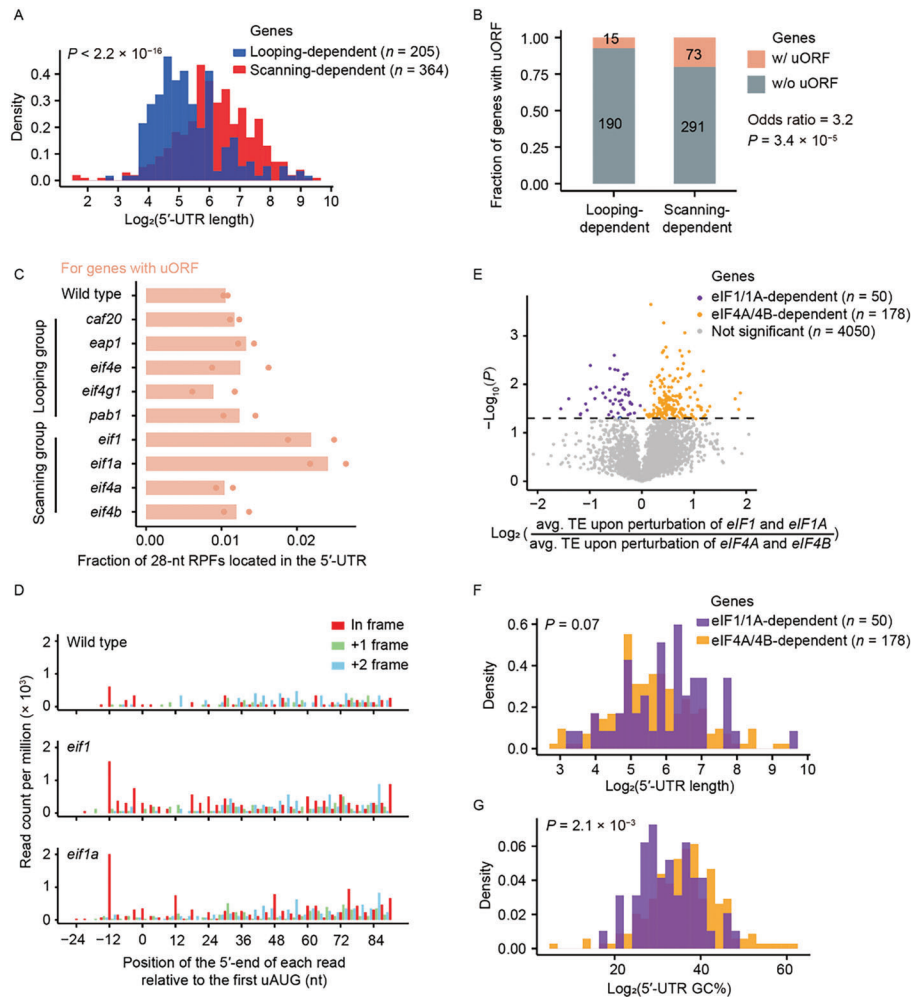 A
P < 2.2 × 10⁻¹⁶
Genes
Looping-dependent (n = 205)
Scanning-dependent (n = 364)
Density
0.4
0.2
0.0
2 3 4 5 6 7 8 9 10
Log₂(5′-UTR length)
B
Fraction of genes with uORF
1.00
0.75
0.50
0.25
0.00
15
190
73
291
Looping-
dependent
Scanning-
dependent
Genes
w/ uORF
w/o uORF
Odds ratio = 3.2
P = 3.4 × 10⁻⁵
C
For genes with uORF
Looping group
Scanning group
Wild type
caf20
eap1
eif4e
eif4g1
pab1
eif1
eif1a
eif4a
eif4b
0.00 0.01 0.02
Fraction of 28-nt RPFs located in the 5′-UTR
E
Genes
eIF1/1A-dependent (n = 50)
eIF4A/4B-dependent (n = 178)
Not significant (n = 4050)
−Log₁₀(P)
3
2
1
0
−2 −1 0 1 2
Log₂ (
avg. TE upon perturbation of eIF1 and eIF1A
avg. TE upon perturbation of eIF4A and eIF4B
)
D
Read count per million (× 10³)
In frame
+1 frame
+2 frame
Wild type
2
1
0
eif1
2
1
0
eif1a
2
1
0
−24 −12 0 12 24 36 48 60 72 84
Position of the 5′-end of each read
relative to the first uAUG (nt)
F
Genes
eIF1/1A-dependent (n = 50)
eIF4A/4B-dependent (n = 178)
P = 0.07
Density
0.6
0.4
0.2
0.0
3 4 5 6 7 8 9 10
Log₂(5′-UTR length)
G
P = 2.1 × 10⁻³
Density
0.06
0.04
0.02
0.00
20 40 60
Log₂(5′-UTR GC%)